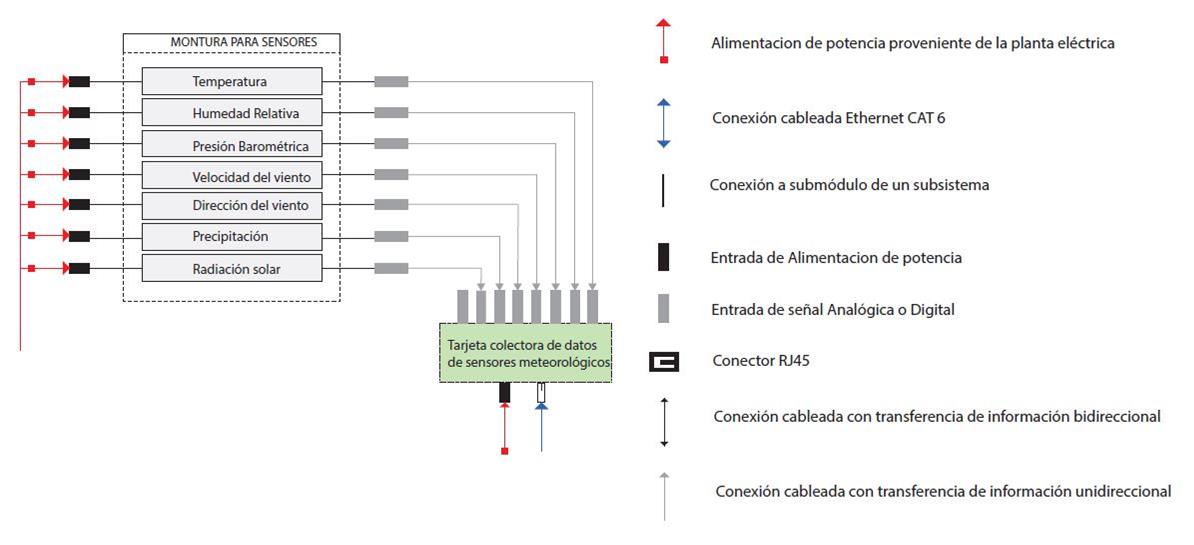 MONTURA PARA SENSORES
Temperatura
Humedad Relativa
Presión Barométrica
Velocidad del viento
Dirección del viento
Precipitación
Radiación solar
Tarjeta colectora de datos
de sensores meteorológicos
Alimentacion de potencia proveniente de la planta eléctrica
Conexión cableada Ethernet CAT 6
Conexión a submódulo de un subsistema
Entrada de Alimentacion de potencia
Entrada de señal Analógica o Digital
Conector RJ45
Conexión cableada con transferencia de información bidireccional
Conexión cableada con transferencia de información unidireccional